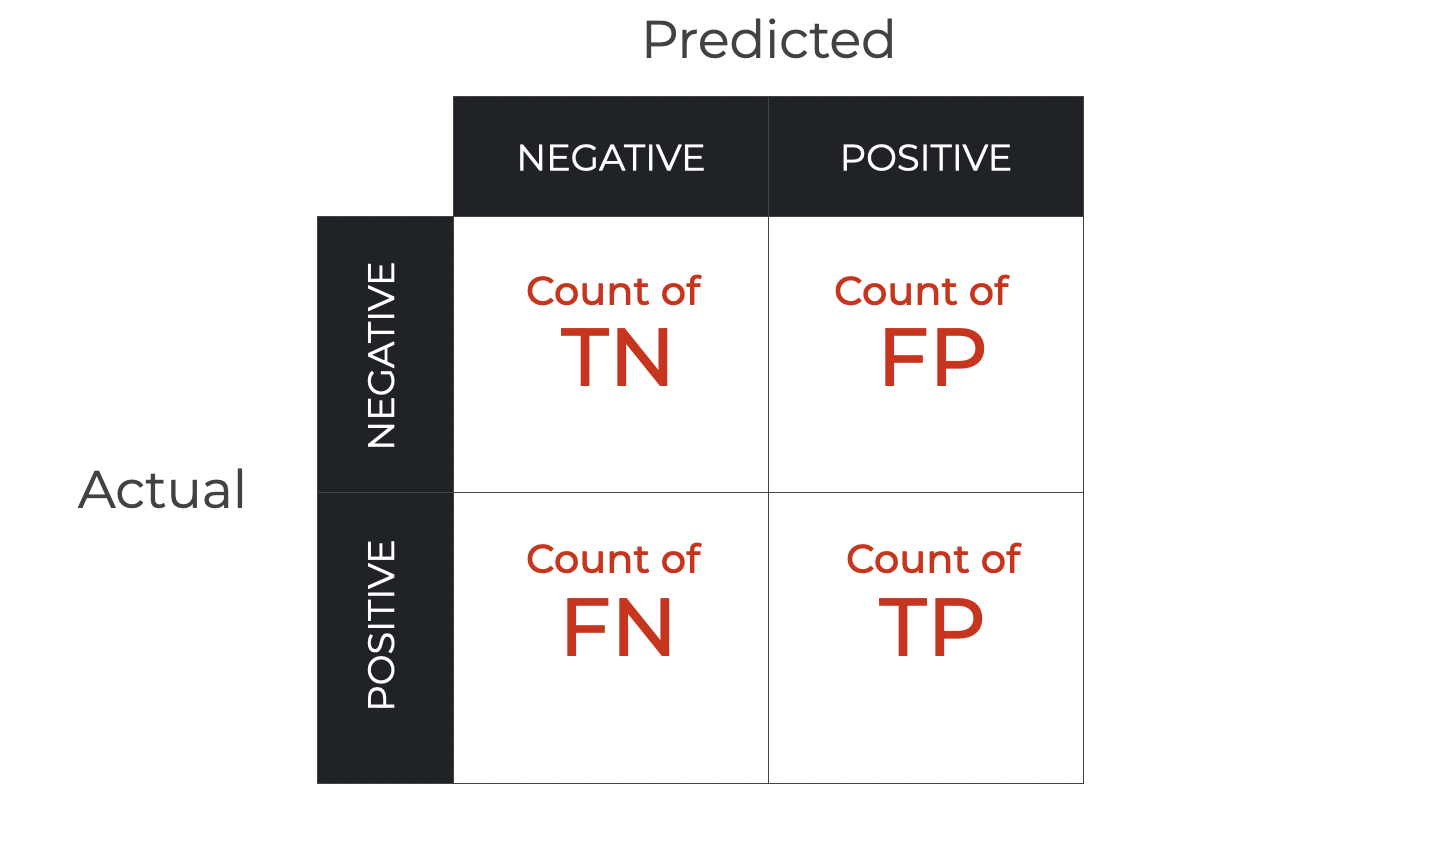 Predicted
NEGATIVE
POSITIVE
NEGATIVE
Count of
TN
Count of
FP
Actual
POSITIVE
Count of
FN
Count of
TP